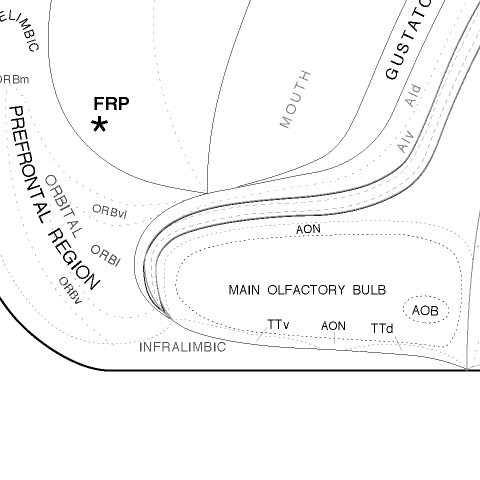 ELIMBIC
GUSTATO
ORBm
MOUTH
AId
FRP
*
AIv
PREFRONTAL REGION
ORBITAL
ORBvl
AON
ORBl
ORBv
MAIN OLFACTORY BULB
AOB
TTv
AON
TTd
INFRALIMBIC